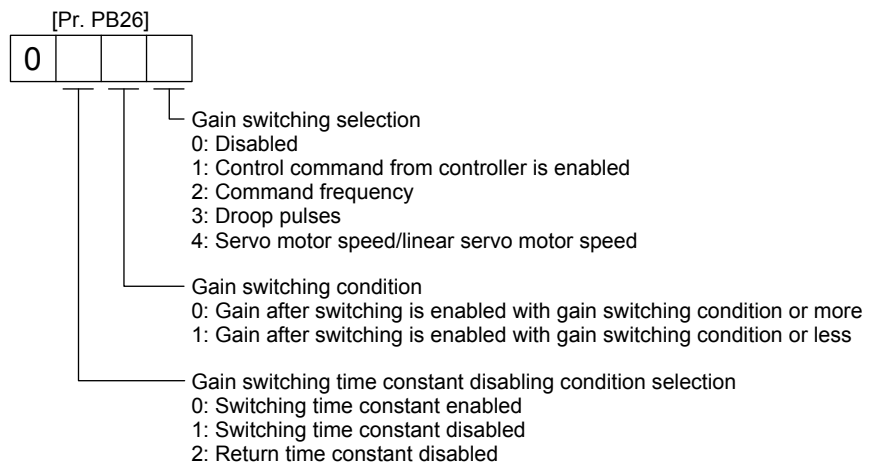 [Pr. PB26]
0
Gain switching selection
0: Disabled
1: Control command from controller is enabled
2: Command frequency
3: Droop pulses
4: Servo motor speed/linear servo motor speed
Gain switching condition
0: Gain after switching is enabled with gain switching condition or more
1: Gain after switching is enabled with gain switching condition or less
Gain switching time constant disabling condition selection
0: Switching time constant enabled
1: Switching time constant disabled
2: Return time constant disabled